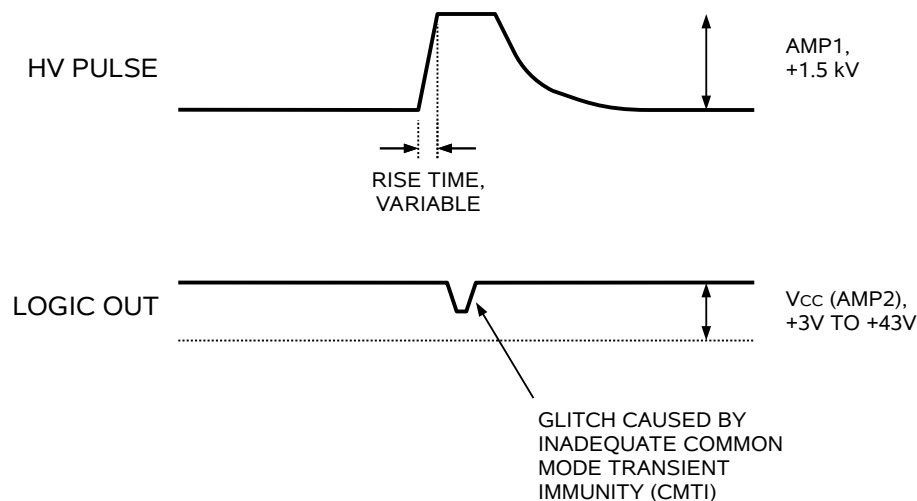 HV PULSE
AMP1,
+1.5 kV
RISE TIME,
VARIABLE
LOGIC OUT
VCC (AMP2),
+3V TO +43V
GLITCH CAUSED BY
INADEQUATE COMMON
MODE TRANSIENT
IMMUNITY (CMTI)